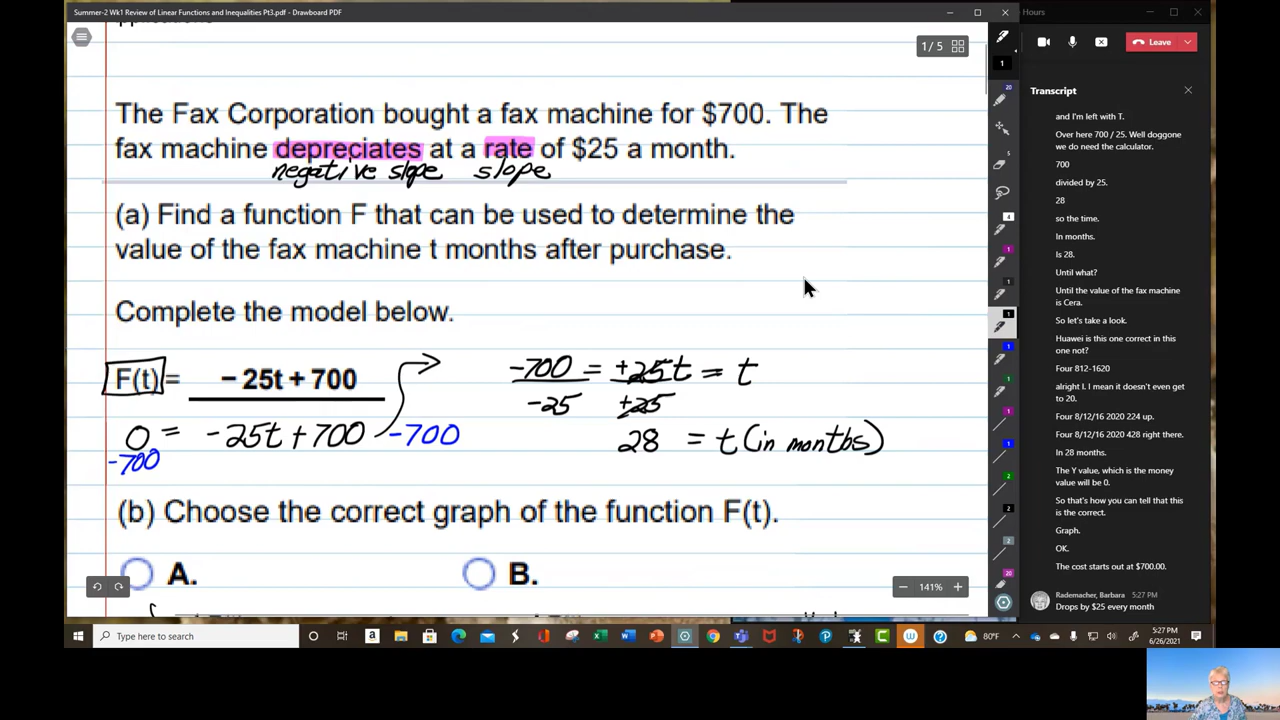 Summer-2 Wk1 Review of Linear Functions and Inequalities Pt3.pdf - Drawboard PDF
Hours
1 / 5
1
Leave
The Fax Corporation bought a fax machine for $700. The
fax machine depreciates at a rate of $25 a month.
negative slope slope
(a) Find a function F that can be used to determine the
value of the fax machine t months after purchase.
Complete the model below.
F(t) = - 25t + 700
0 = -25t + 700 -700
-700
-700 = +25t = t
-25 +25
28 = t (in months)
(b) Choose the correct graph of the function F(t).
A. B.
141%
Transcript
and I'm left with T.
Over here 700 / 25. Well doggone
we do need the calculator.
700
divided by 25.
28
so the time.
In months.
Is 28.
Until what?
Until the value of the fax machine
is Cera.
So let's take a look.
Huawei is this one correct in this
one not?
Four 812-1620
alright I. I mean it doesn't even get
to 20.
Four 8/12/16 2020 224 up.
Four 8/12/16 2020 428 right there.
In 28 months.
The Y value, which is the money
value will be 0.
So that's how you can tell that this
is the correct.
Graph.
OK.
The cost starts out at $700.00.
Rademacher, Barbara 5:27 PM
Drops by $25 every month
Type here to search
80°F
5:27 PM
6/26/2021